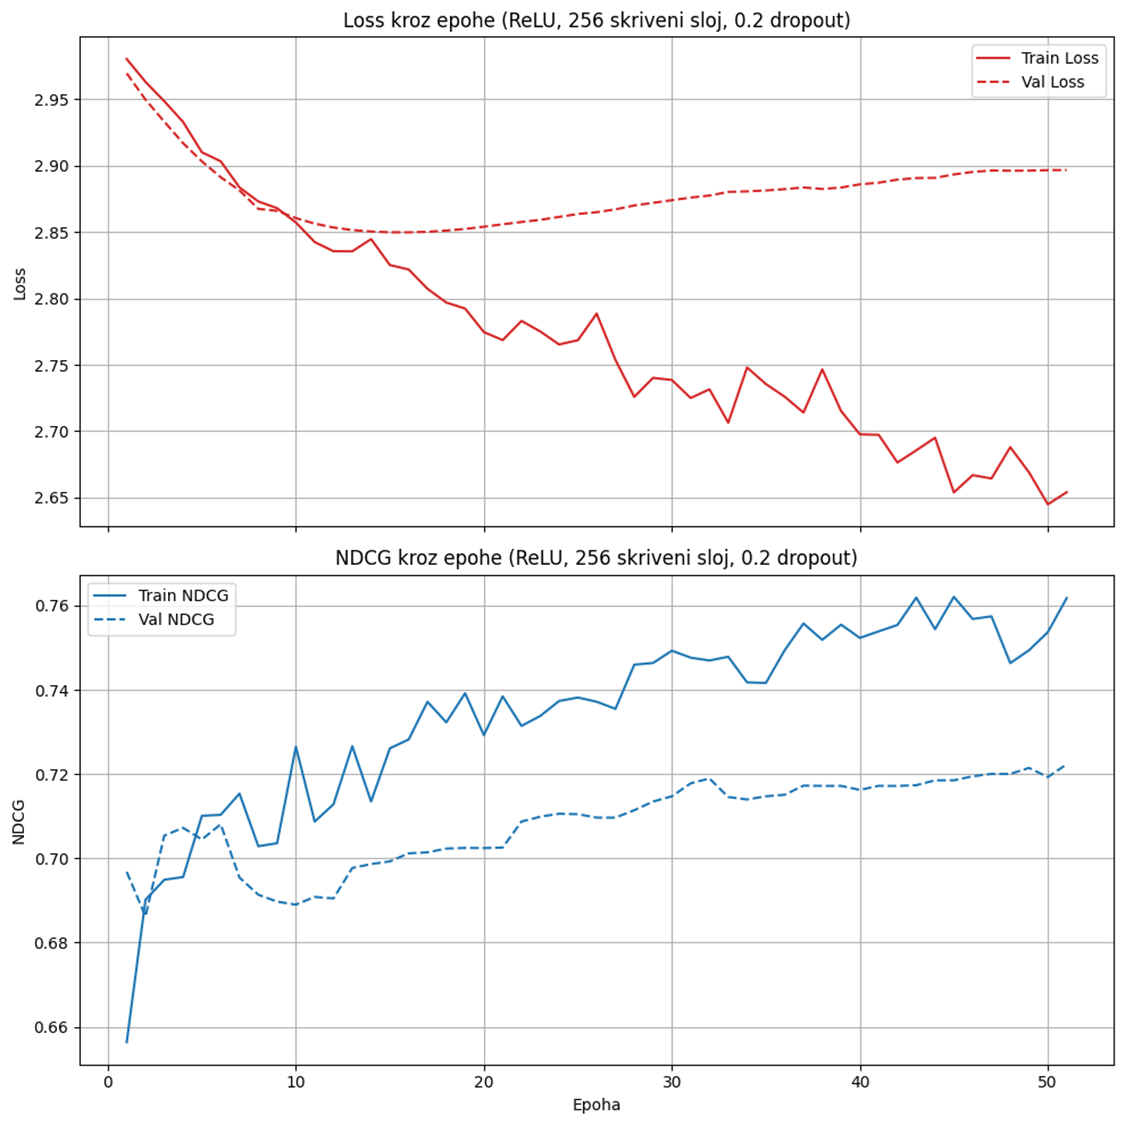 Loss kroz epohe (ReLU, 256 skriveni sloj, 0.2 dropout)
Train Loss
Val Loss
2.95
2.90
2.85
2.80
2.75
2.70
2.65
Loss
NDCG kroz epohe (ReLU, 256 skriveni sloj, 0.2 dropout)
Train NDCG
Val NDCG
0.76
0.74
0.72
0.70
0.68
0.66
NDCG
0 10 20 30 40 50
Epoha